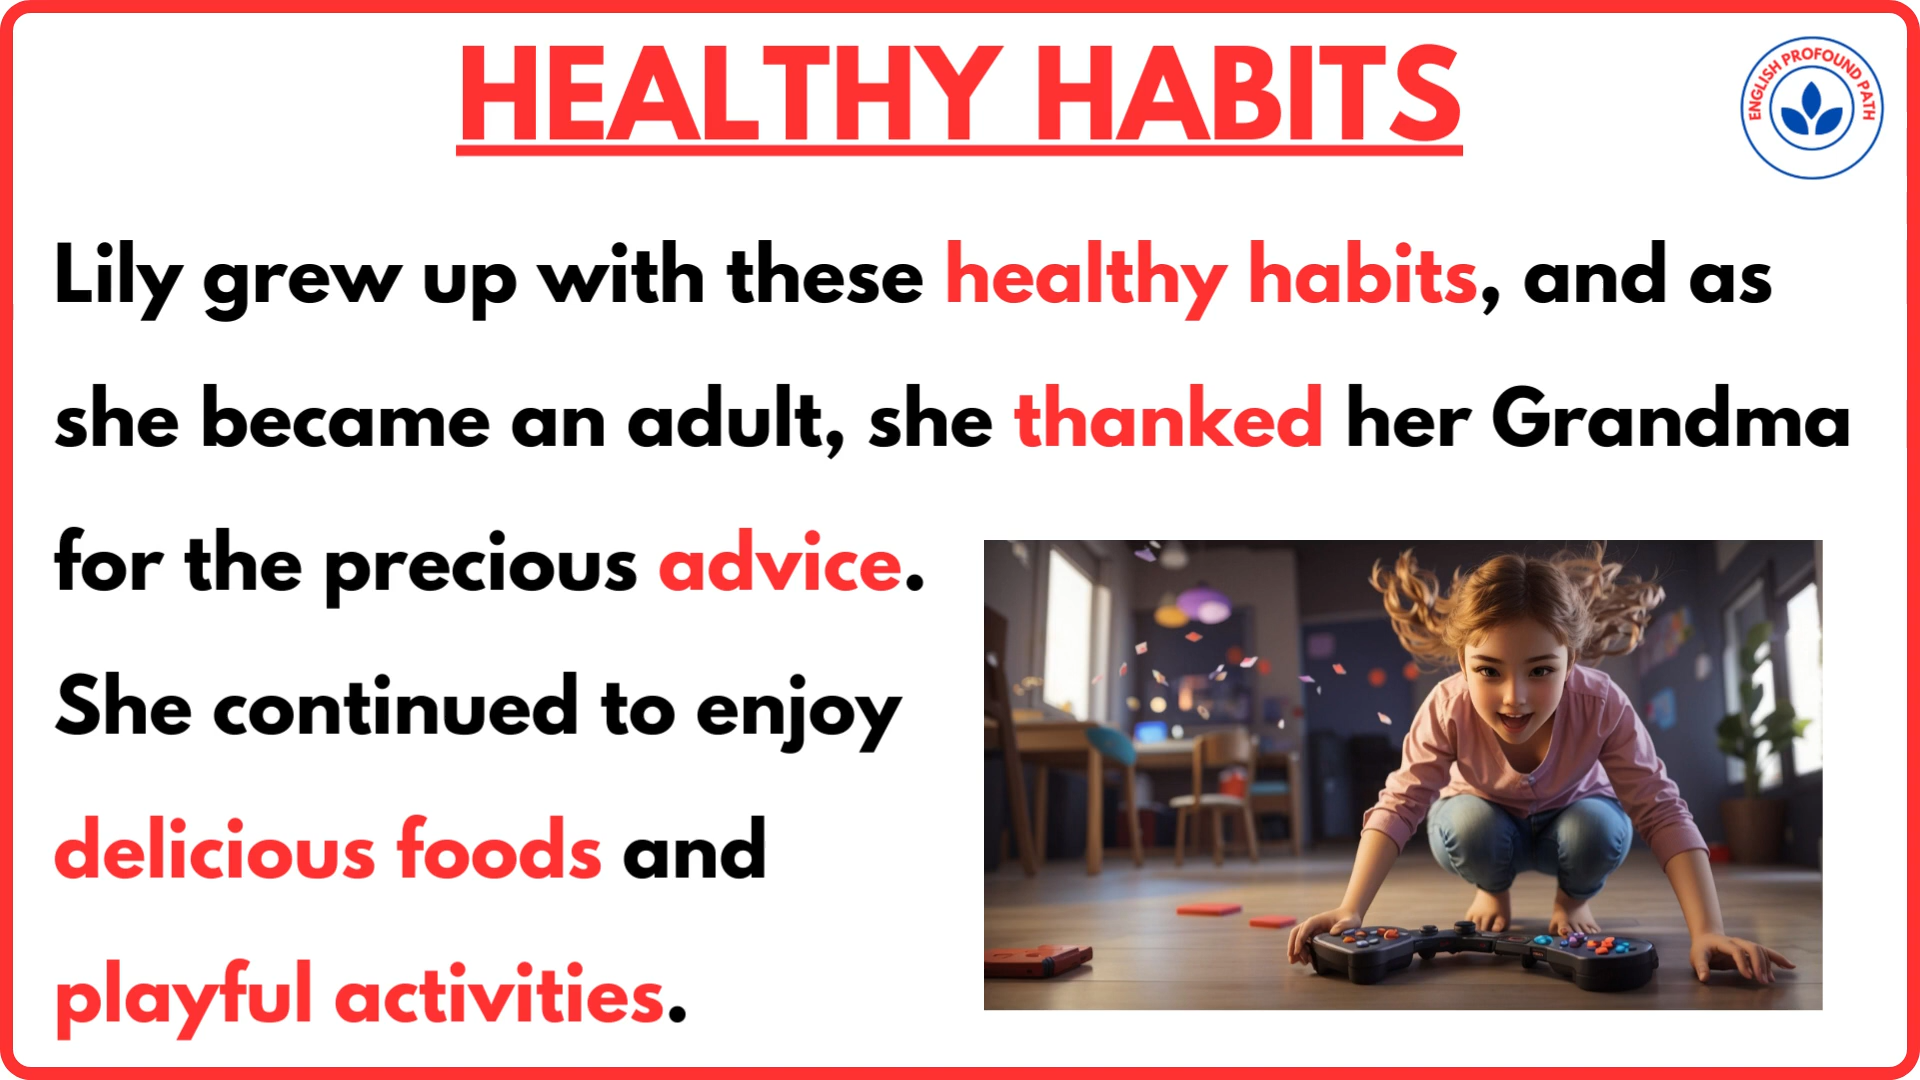 HEALTHY HABITS
ENGLISH PROFOUND PATH
Lily grew up with these healthy habits, and as
she became an adult, she thanked her Grandma
for the precious advice.
She continued to enjoy
delicious foods and
playful activities.